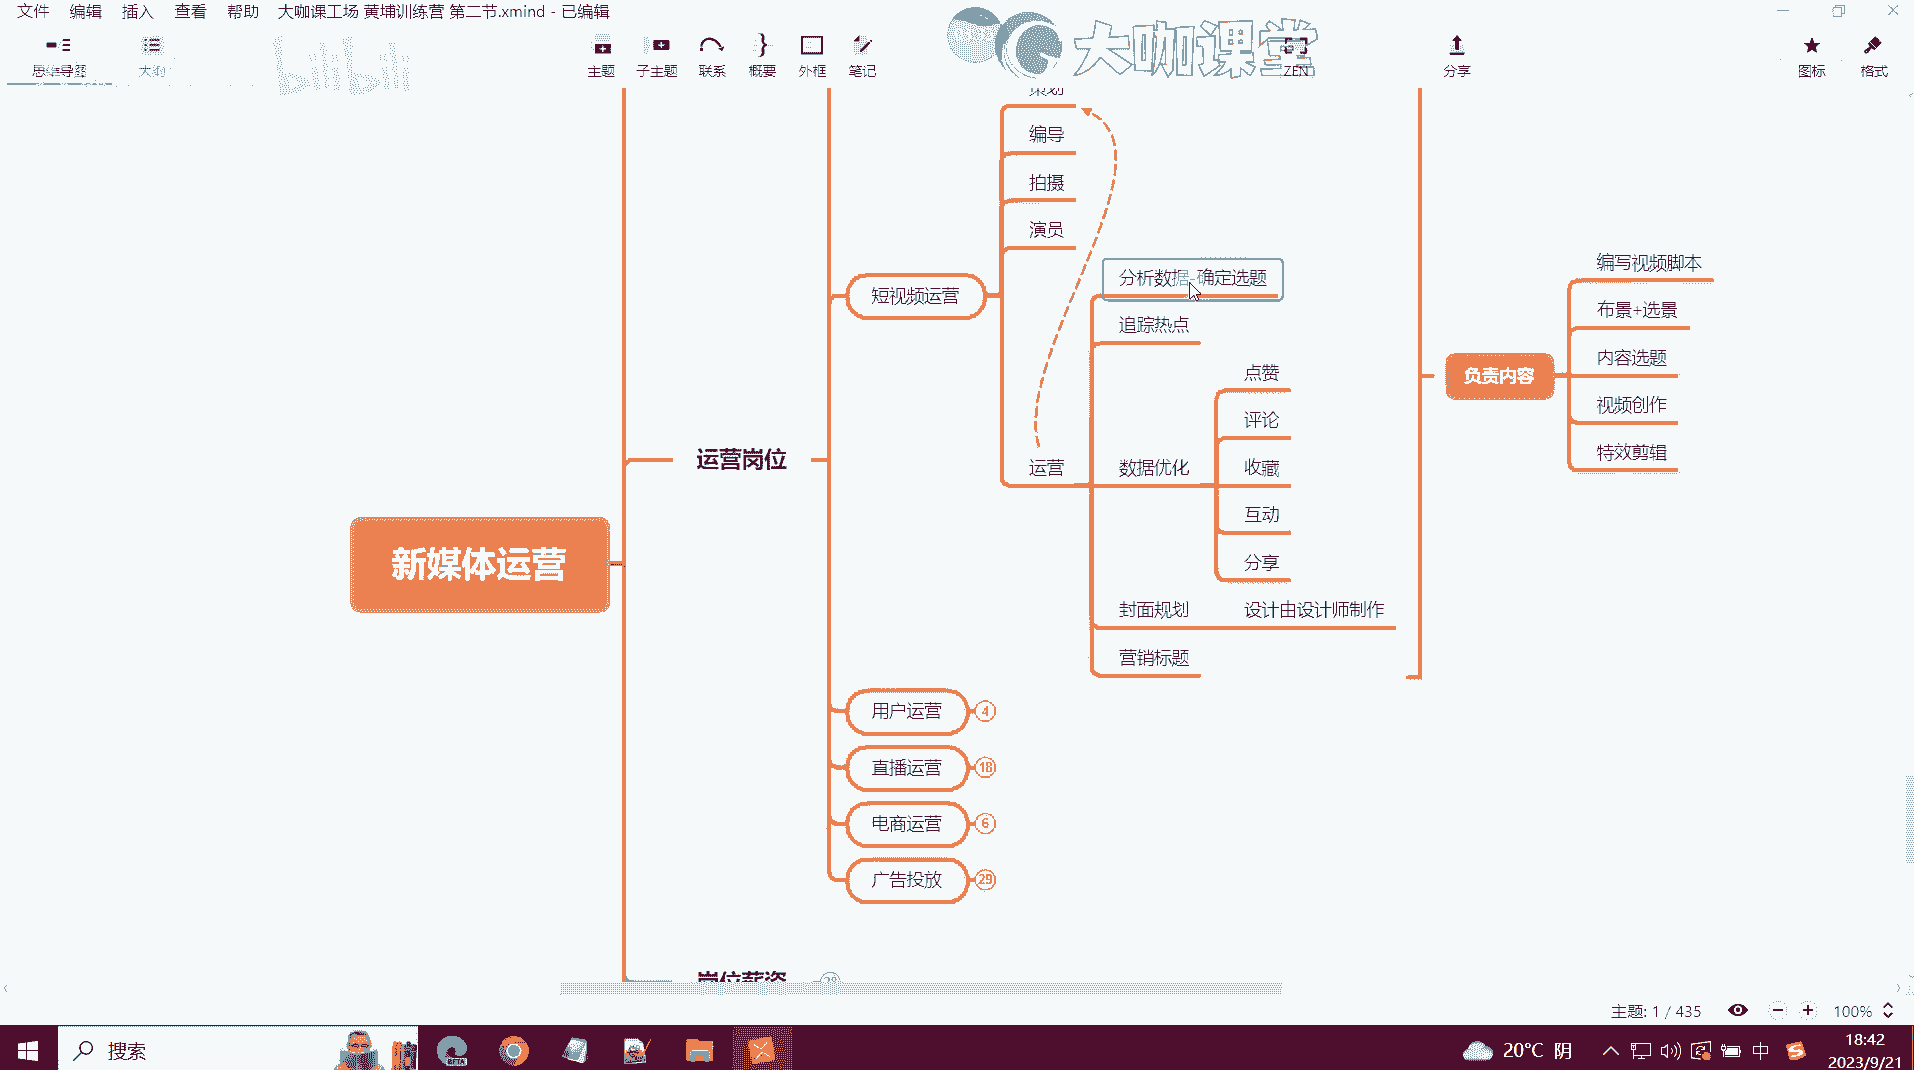 文件 编辑 插入 查看 帮助 大咖课工场 黄埔训练营 第二节.xmind - 已编辑
bilibili
大咖课堂
思维导图 大纲 主题 子主题 联系 概要 外框 笔记 ZEN 分享 图标 格式
策划
编导
拍摄
演员
短视频运营
分析数据-确定选题
追踪热点
点赞
评论
运营 数据优化 收藏
互动
分享
封面规划 设计由设计师制作
营销标题
编写视频脚本
布景+选景
内容选题
负责内容
视频创作
特效剪辑
运营岗位
新媒体运营
用户运营 4
直播运营 18
电商运营 6
广告投放 29
岗位薪资 28
主题: 1 / 435 100%
搜索
BETA
20°C 阴
中
18:42
2023/9/21